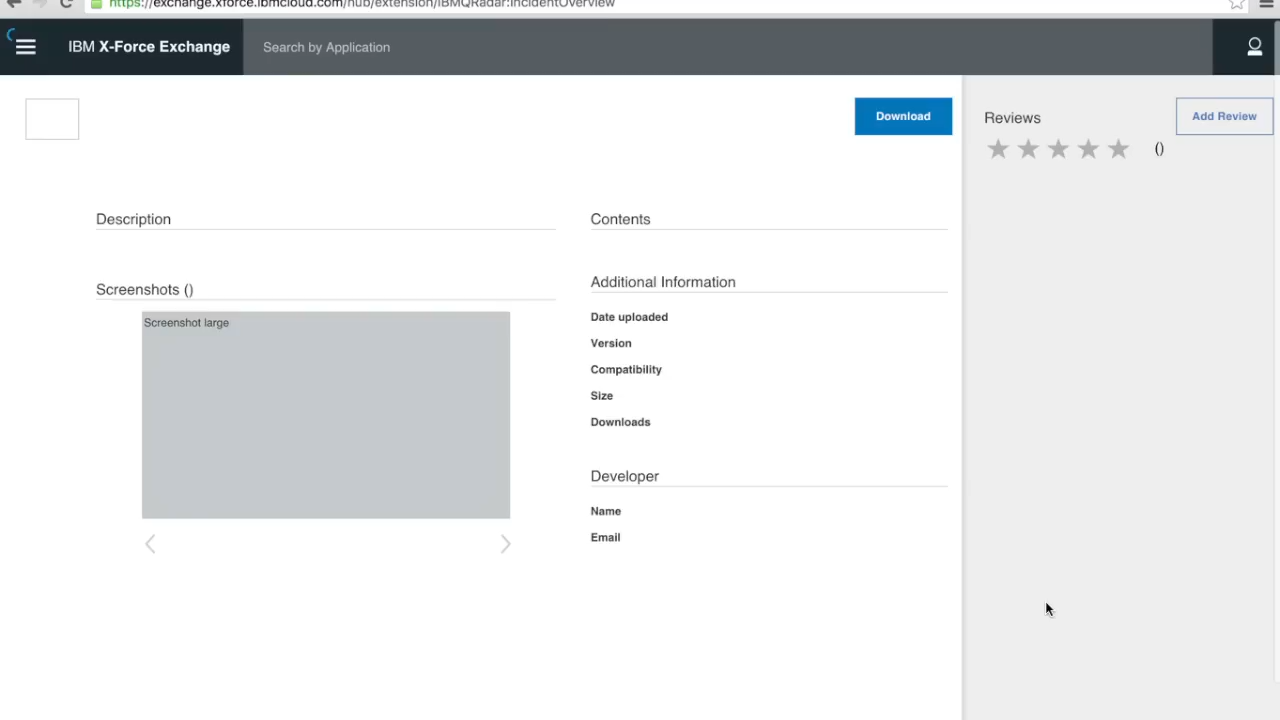 https://exchange.xforce.ibmcloud.com/hub/extension/IBMQRadar:IncidentOverview
IBM X-Force Exchange
Search by Application
Download
Reviews
Add Review
()
Description
Contents
Screenshots ()
Additional Information
Screenshot large
Date uploaded
Version
Compatibility
Size
Downloads
Developer
Name
Email